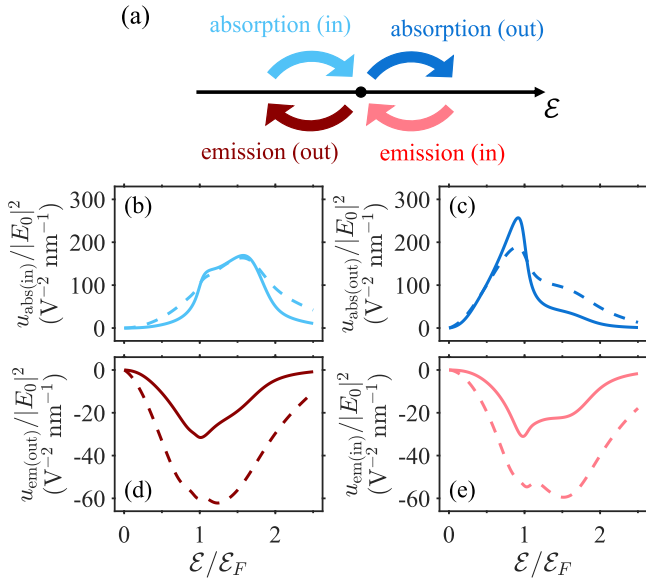 (a)
absorption (in) absorption (out)
ℰ
emission (out) emission (in)
(b)
u_abs(in)/|E_0|^2
(V^−2 nm^−1)
300
200
100
0
(c)
u_abs(out)/|E_0|^2
(V^−2 nm^−1)
300
200
100
0
(d)
u_em(out)/|E_0|^2
(V^−2 nm^−1)
0
-20
-40
-60
0 1 2
ℰ/ℰ_F
(e)
u_em(in)/|E_0|^2
(V^−2 nm^−1)
0
-20
-40
-60
0 1 2
ℰ/ℰ_F